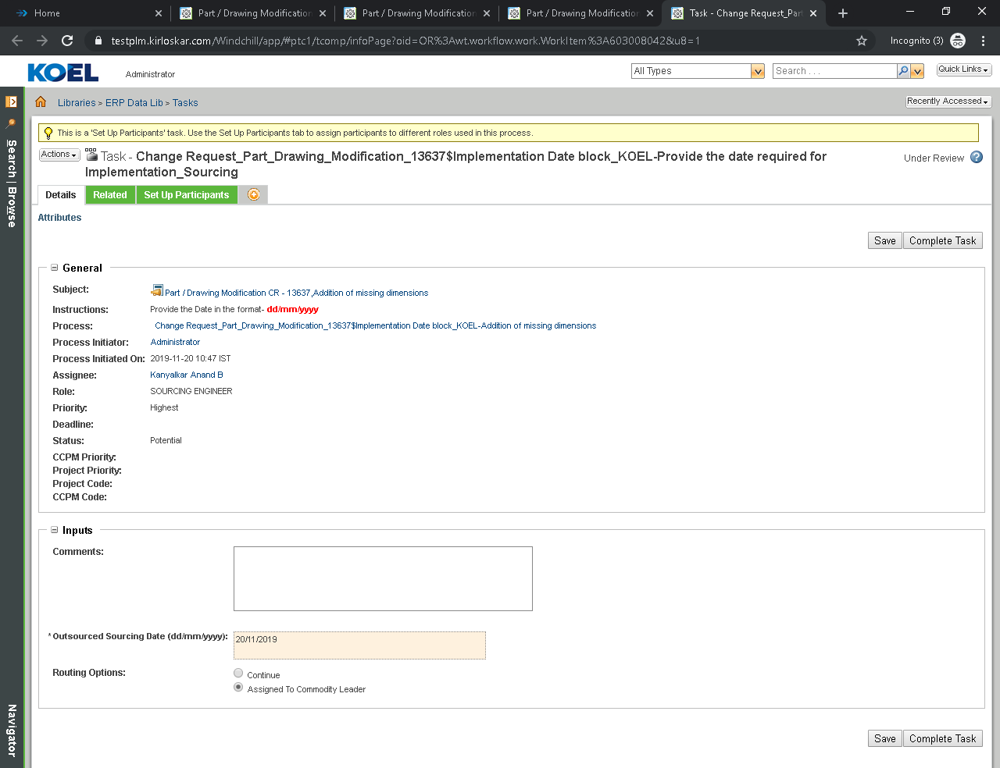 Home
Part / Drawing Modification
Part / Drawing Modification
Part / Drawing Modification
Task - Change Request_Par
testplm.kirloskar.com/Windchill/app/#ptc1/tcomp/infoPage?oid=OR%3Awt.workflow.work.WorkItem%3A603008042&u8=1
Incognito (3)
KOEL
Administrator
All Types
Search . . .
Quick Links
Libraries > ERP Data Lib > Tasks
Recently Accessed
This is a 'Set Up Participants' task. Use the Set Up Participants tab to assign participants to different roles used in this process.
Actions
Task - Change Request_Part_Drawing_Modification_13637$Implementation Date block_KOEL-Provide the date required for
Implementation_Sourcing
Under Review
Search | Browse
Details
Related
Set Up Participants
Attributes
Save
Complete Task
General
Subject:
Part / Drawing Modification CR - 13637,Addition of missing dimensions
Instructions:
Provide the Date in the format- dd/mm/yyyy
Process:
Change Request_Part_Drawing_Modification_13637$Implementation Date block_KOEL-Addition of missing dimensions
Process Initiator:
Administrator
Process Initiated On:
2019-11-20 10:47 IST
Assignee:
Kanyalkar Anand B
Role:
SOURCING ENGINEER
Priority:
Highest
Deadline:
Status:
Potential
CCPM Priority:
Project Priority:
Project Code:
CCPM Code:
Inputs
Comments:
* Outsourced Sourcing Date (dd/mm/yyyy):
20/11/2019
Routing Options:
Continue
Assigned To Commodity Leader
Navigator
Save
Complete Task